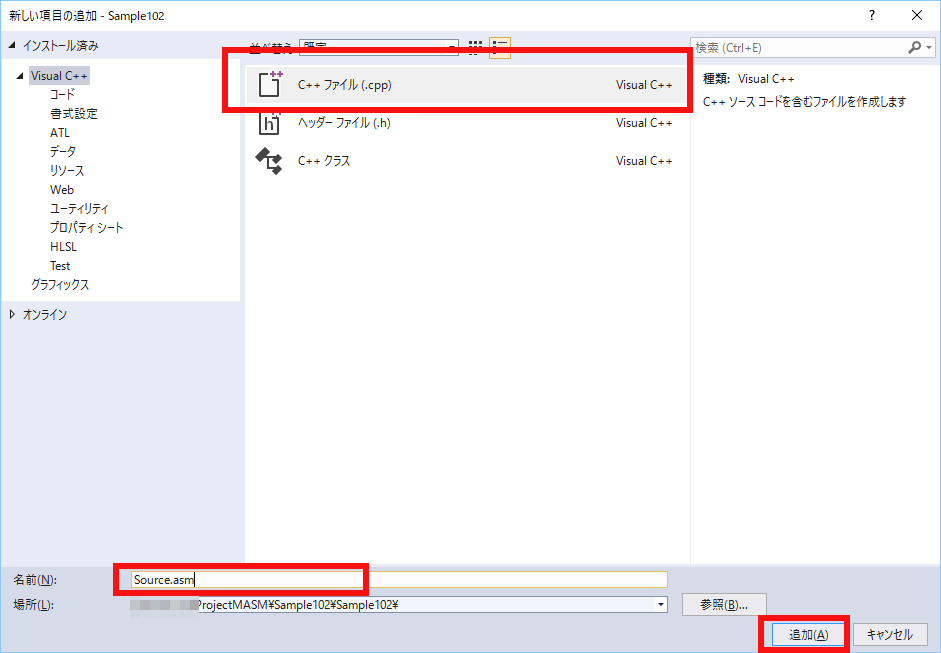 新しい項目の追加 - Sample102
?
インストール済み
Visual C++
コード
書式設定
ATL
データ
リソース
Web
ユーティリティ
プロパティ シート
HLSL
Test
グラフィックス
オンライン
並べ替え:
既定
C++ ファイル (.cpp) Visual C++
ヘッダー ファイル (.h) Visual C++
C++ クラス Visual C++
検索 (Ctrl+E)
種類: Visual C++
C++ ソース コードを含むファイルを作成します
名前(N):
Source.asm
場所(L):
ProjectMASM¥Sample102¥Sample102¥
参照(B)...
追加(A)
キャンセル